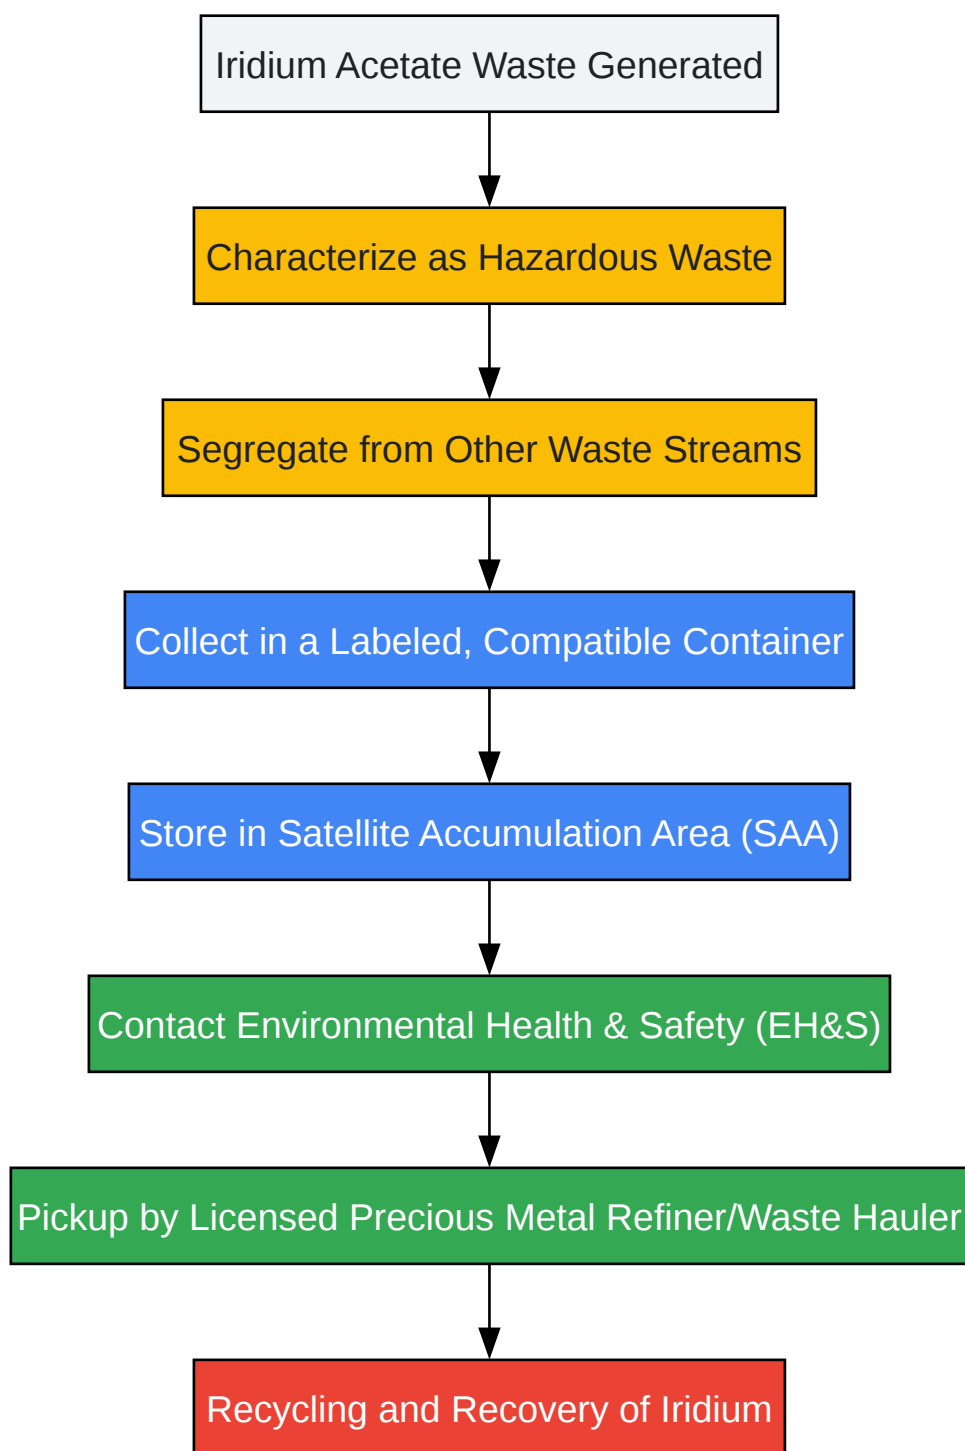 Iridium Acetate Waste Generated
Characterize as Hazardous Waste
Segregate from Other Waste Streams
Collect in a Labeled, Compatible Container
Store in Satellite Accumulation Area (SAA)
Contact Environmental Health & Safety (EH&S)
Pickup by Licensed Precious Metal Refiner/Waste Hauler
Recycling and Recovery of Iridium